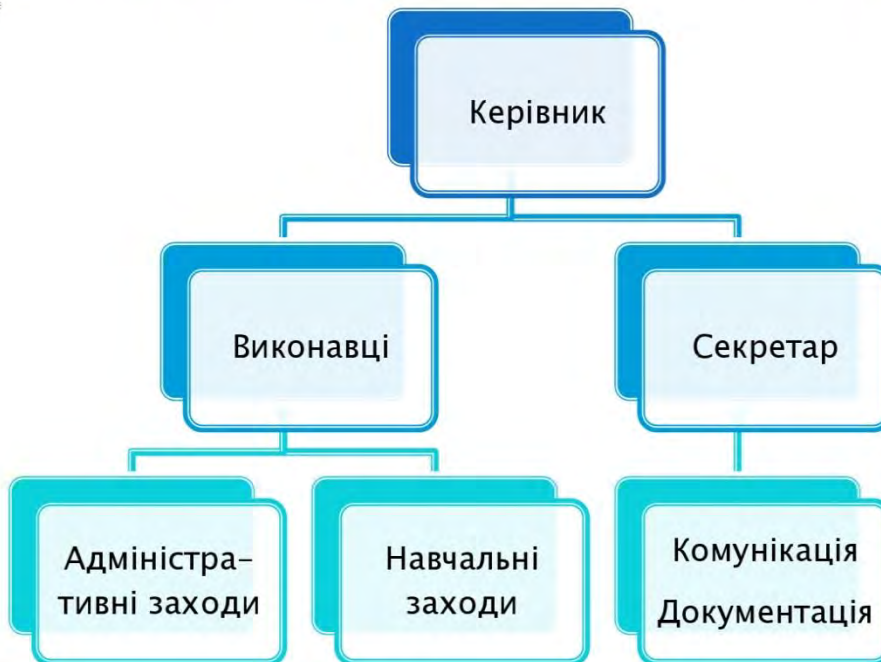 Керівник
Виконавці
Секретар
Адміністра-
тивні заходи
Навчальні
заходи
Комунікація
Документація